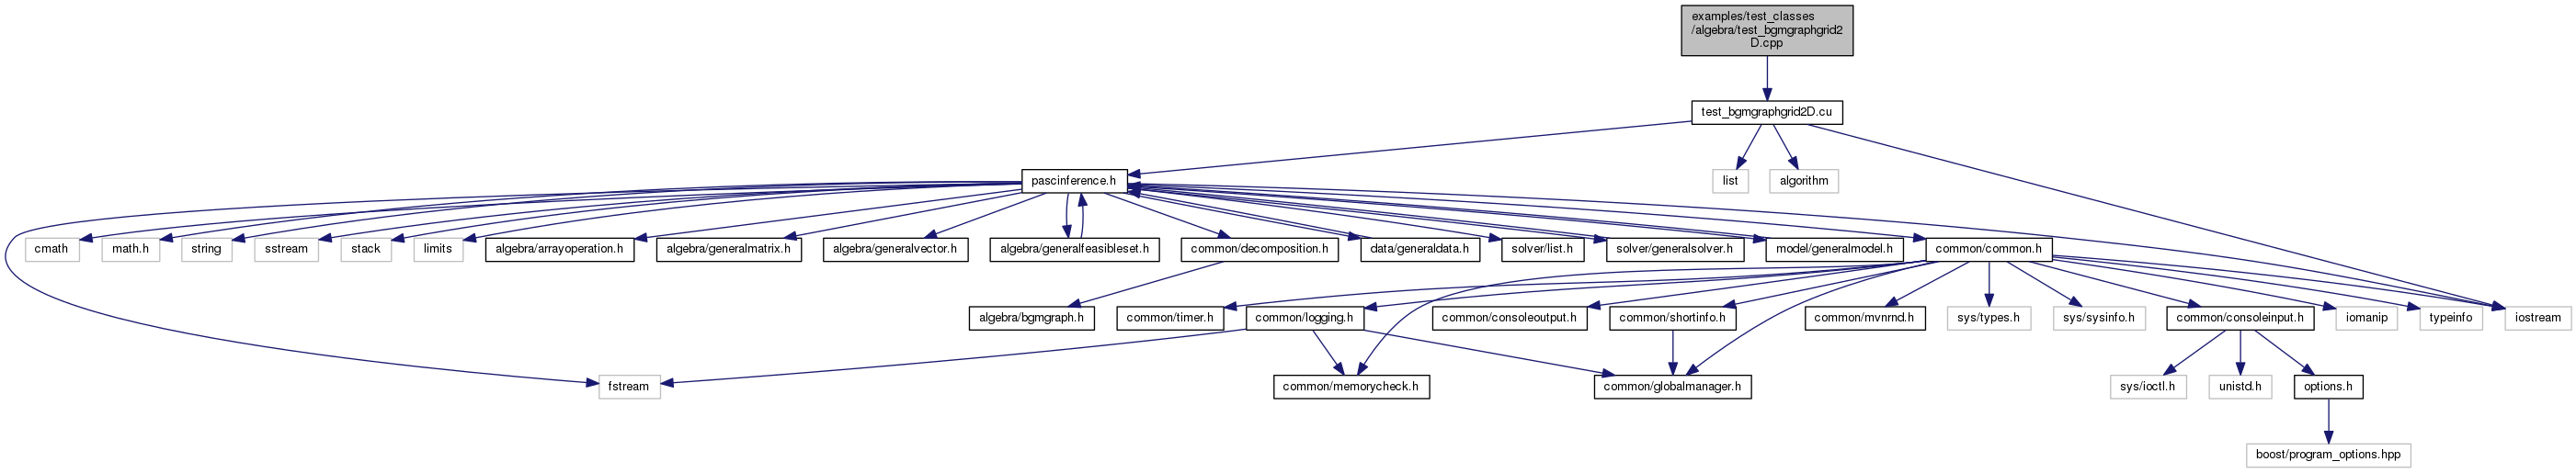 examples/test_classes
/algebra/test_bgmgraphgrid2
D.cpp
test_bgmgraphgrid2D.cu
pascinference.h
list
algorithm
cmath
math.h
string
sstream
stack
limits
algebra/arrayoperation.h
algebra/generalmatrix.h
algebra/generalvector.h
algebra/generalfeasibleset.h
common/decomposition.h
data/generaldata.h
solver/list.h
solver/generalsolver.h
model/generalmodel.h
common/common.h
algebra/bgmgraph.h
common/timer.h
common/logging.h
common/consoleoutput.h
common/shortinfo.h
common/mvnrnd.h
sys/types.h
sys/sysinfo.h
common/consoleinput.h
iomanip
typeinfo
iostream
fstream
common/memorycheck.h
common/globalmanager.h
sys/ioctl.h
unistd.h
options.h
boost/program_options.hpp